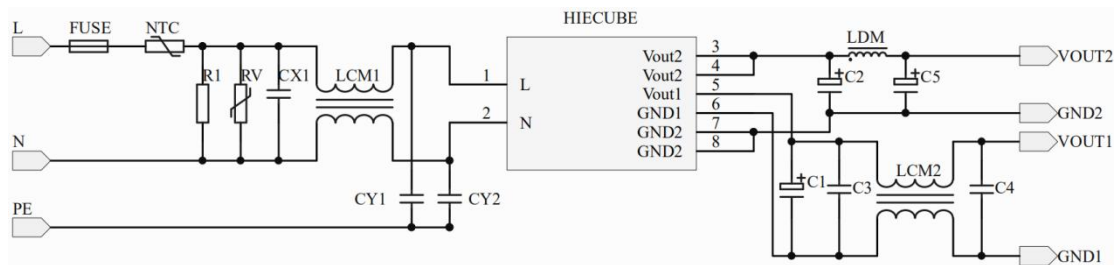 HIECUBE
L
FUSE
NTC
R1
RV
CX1
LCM1
1
L
2
N
Vout2
3
Vout2
4
Vout1
5
GND1
6
GND2
7
GND2
8
LDM
+
C2
+
C5
VOUT2
GND2
VOUT1
N
CY1
CY2
PE
+
C1
C3
LCM2
C4
GND1